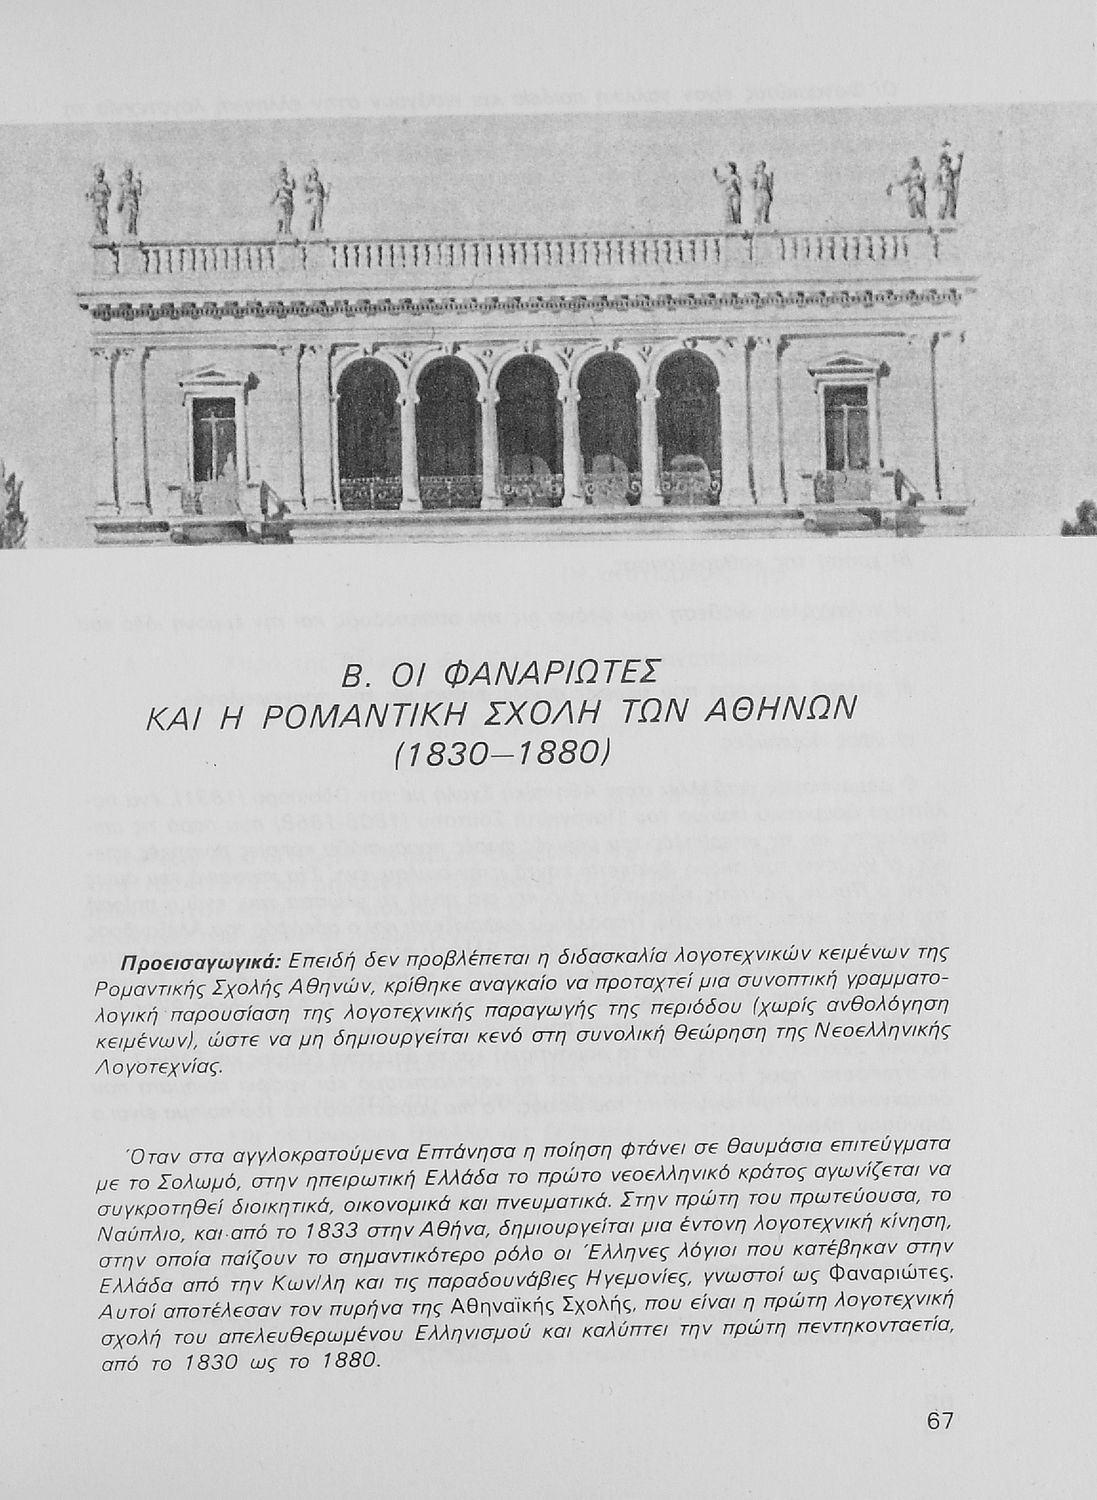 Β. ΟΙ ΦΑΝΑΡΙΩΤΕΣ
ΚΑΙ Η ΡΟΜΑΝΤΙΚΗ ΣΧΟΛΗ ΤΩΝ ΑΘΗΝΩΝ
(1830–1880)
Προεισαγωγικά: Επειδή δεν προβλέπεται η διδασκαλία λογοτεχνικών κειμένων της
Ρομαντικής Σχολής Αθηνών, κρίθηκε αναγκαίο να προταχτεί μια συνοπτική γραμματο-
λογική παρουσίαση της λογοτεχνικής παραγωγής της περιόδου (χωρίς ανθολόγηση
κειμένων), ώστε να μη δημιουργείται κενό στη συνολική θεώρηση της Νεοελληνικής
Λογοτεχνίας.
Όταν στα αγγλοκρατούμενα Επτάνησα η ποίηση φτάνει σε θαυμάσια επιτεύγματα
με το Σολωμό, στην ηπειρωτική Ελλάδα το πρώτο νεοελληνικό κράτος αγωνίζεται να
συγκροτηθεί διοικητικά, οικονομικά και πνευματικά. Στην πρώτη του πρωτεύουσα, το
Ναύπλιο, και από το 1833 στην Αθήνα, δημιουργείται μια έντονη λογοτεχνική κίνηση,
στην οποία παίζουν το σημαντικότερο ρόλο οι Έλληνες λόγιοι που κατέβηκαν στην
Ελλάδα από την Κων/λη και τις παραδουνάβιες Ηγεμονίες, γνωστοί ως Φαναριώτες.
Αυτοί αποτέλεσαν τον πυρήνα της Αθηναϊκής Σχολής, που είναι η πρώτη λογοτεχνική
σχολή του απελευθερωμένου Ελληνισμού και καλύπτει την πρώτη πεντηκονταετία,
από το 1830 ως το 1880.
67